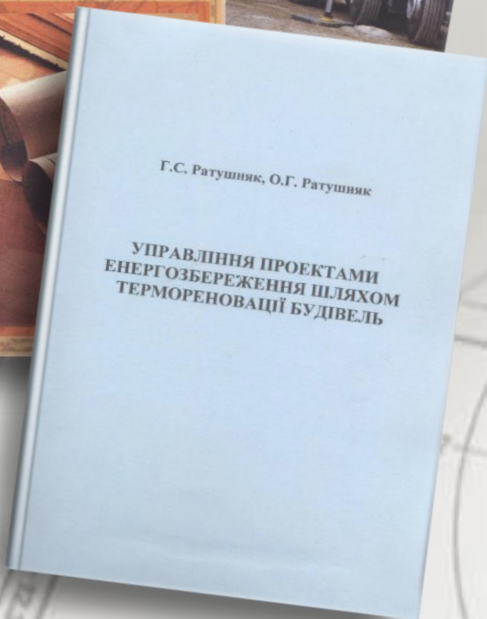 Г.С. Ратушняк, О.Г. Ратушняк
УПРАВЛІННЯ ПРОЕКТАМИ
ЕНЕРГОЗБЕРЕЖЕННЯ ШЛЯХОМ
ТЕРМОРЕНОВАЦІЇ БУДІВЕЛЬ